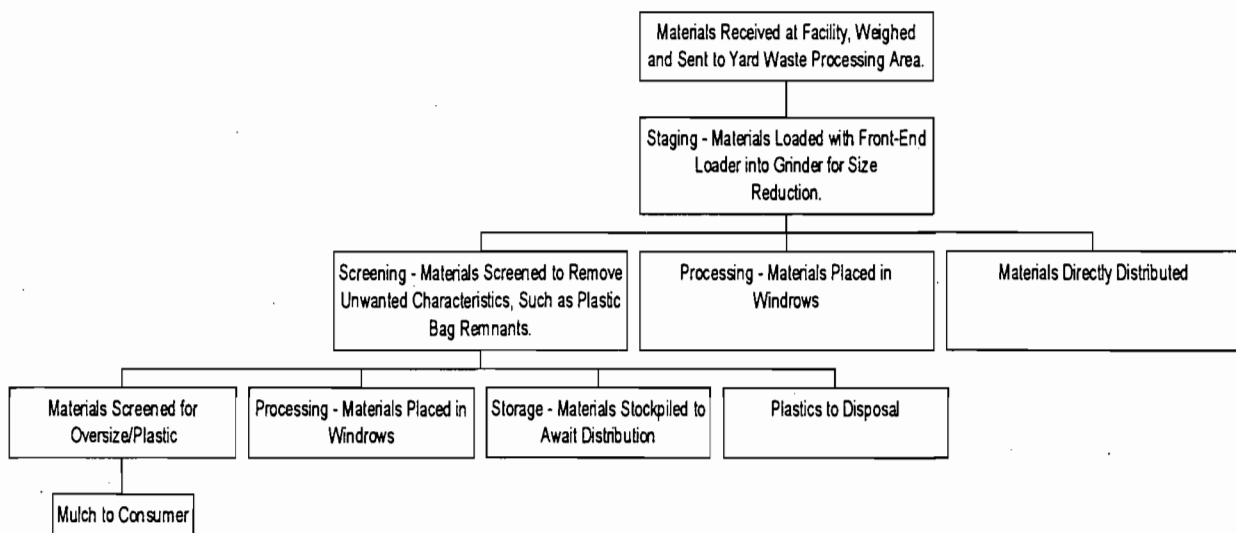 Materials Received at Facility, Weighed
and Sent to Yard Waste Processing Area.
Staging - Materials Loaded with Front-End
Loader into Grinder for Size
Reduction.
Screening - Materials Screened to Remove
Unwanted Characteristics, Such as Plastic
Bag Remnants.
Processing - Materials Placed in
Windrows
Materials Directly Distributed
Materials Screened for
Oversize/Plastic
Processing - Materials Placed in
Windrows
Storage - Materials Stockpiled to
Await Distribution
Plastics to Disposal
Mulch to Consumer